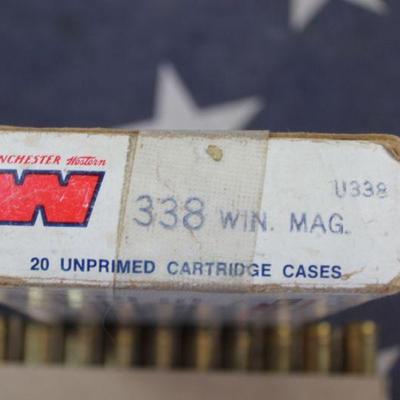 NCHESTER Western
W
338 WIN. MAG.
U338
20 UNPRIMED CARTRIDGE CASES